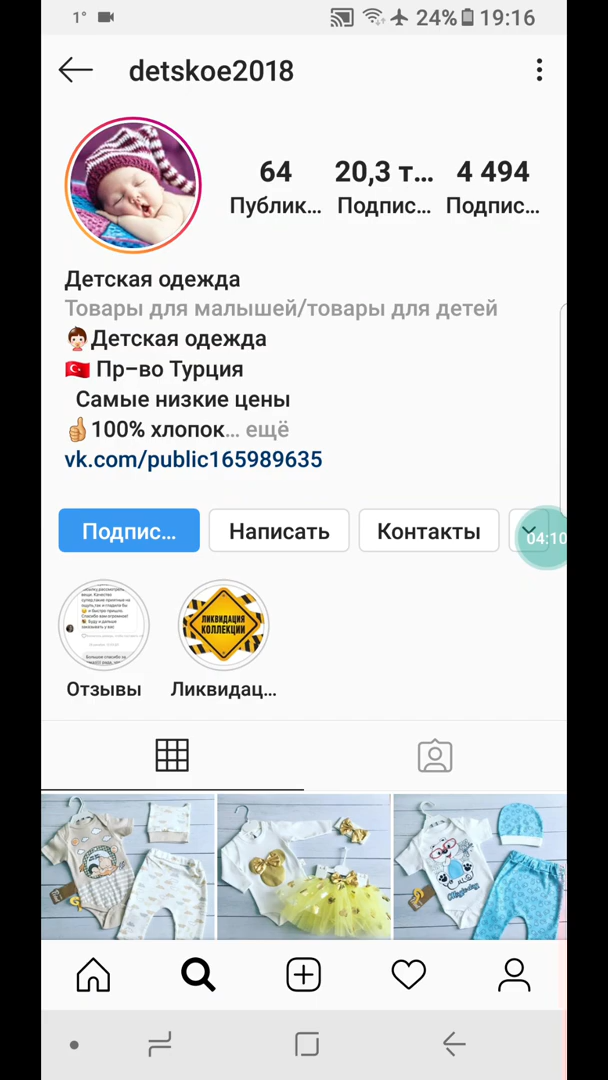 1° 24% 19:16
detskoe2018
64 20,3 т... 4 494
Публик... Подпис... Подпис...
Детская одежда
Товары для малышей/товары для детей
Детская одежда
Пр-во Турция
Самые низкие цены
100% хлопок... ещё
vk.com/public165989635
Подпис... Написать Контакты
04:10
ЛИКВИДАЦИЯ
КОЛЛЕКЦИИ
Отзывы Ликвидац...